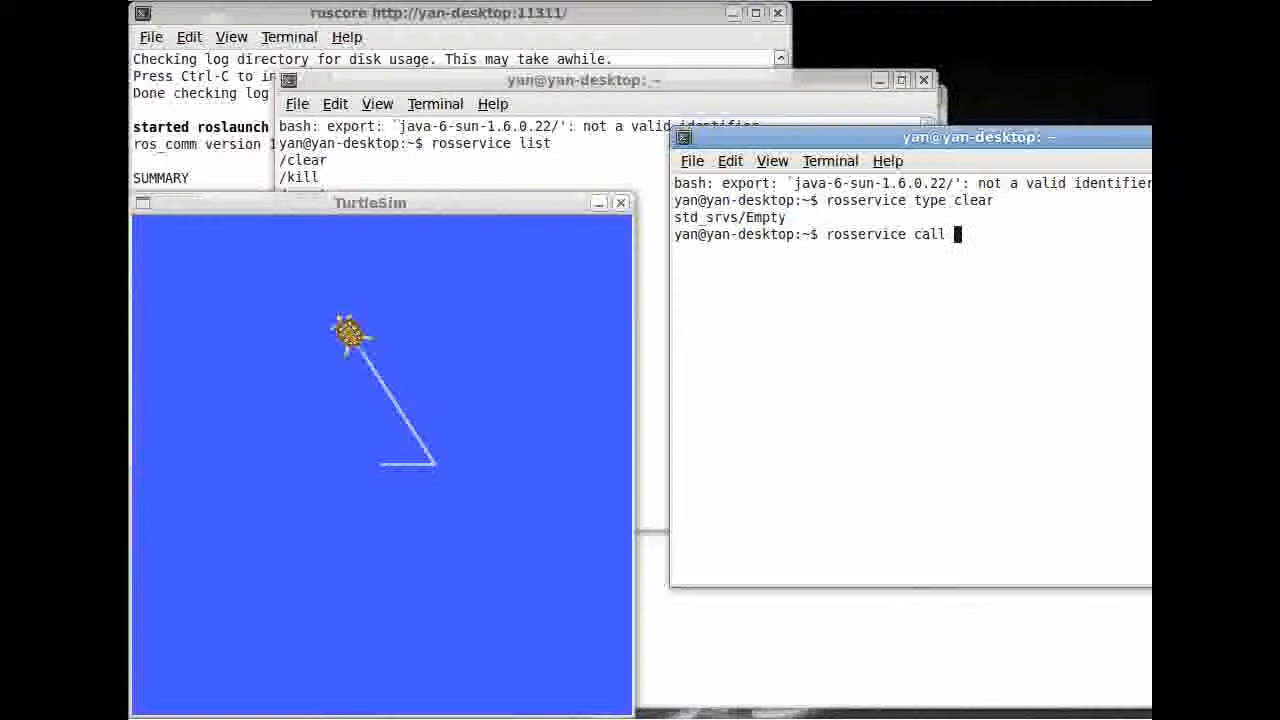 roscore http://yan-desktop:11311/
File Edit View Terminal Help
Checking log directory for disk usage. This may take awhile.
Press Ctrl-C to in
Done checking log
started roslaunch
ros_comm version 1
SUMMARY
yan@yan-desktop: ~
File Edit View Terminal Help
bash: export: `java-6-sun-1.6.0.22/': not a valid identifier
yan@yan-desktop:~$ rosservice list
/clear
/kill
TurtleSim
yan@yan-desktop: ~
File Edit View Terminal Help
bash: export: `java-6-sun-1.6.0.22/': not a valid identifier
yan@yan-desktop:~$ rosservice type clear
std_srvs/Empty
yan@yan-desktop:~$ rosservice call